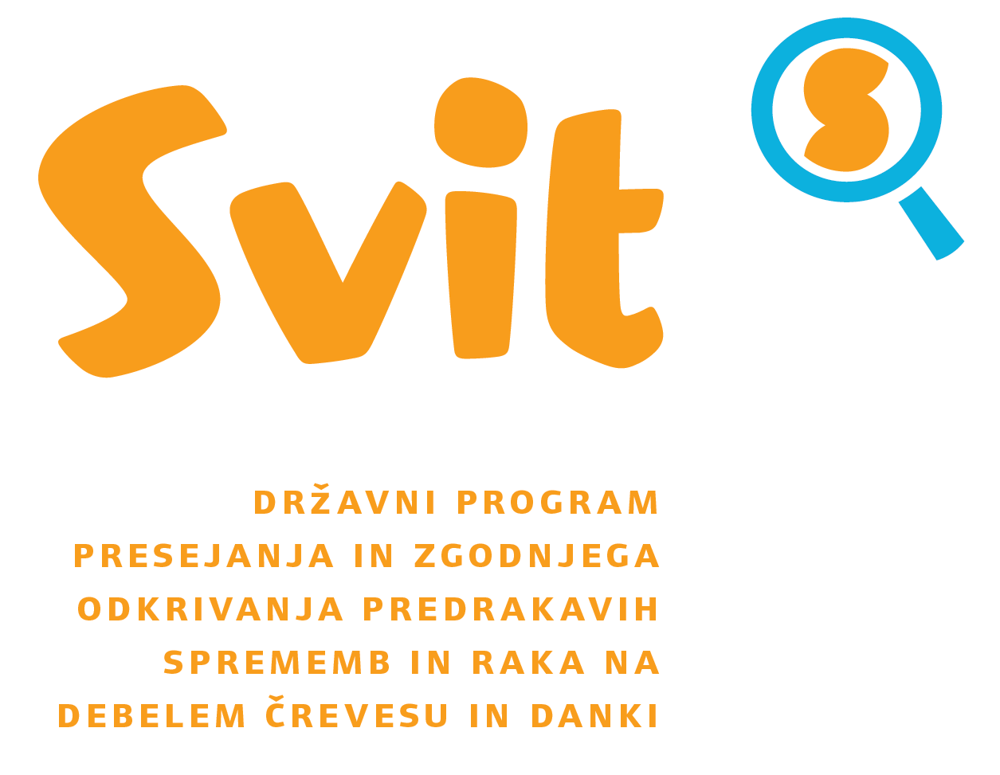 Svit
S
DRŽAVNI PROGRAM
PRESEJANJA IN ZGODNJEGA
ODKRIVANJA PREDRAKAVIH
SPREMEMB IN RAKA NA
DEBELEM ČREVESU IN DANKI